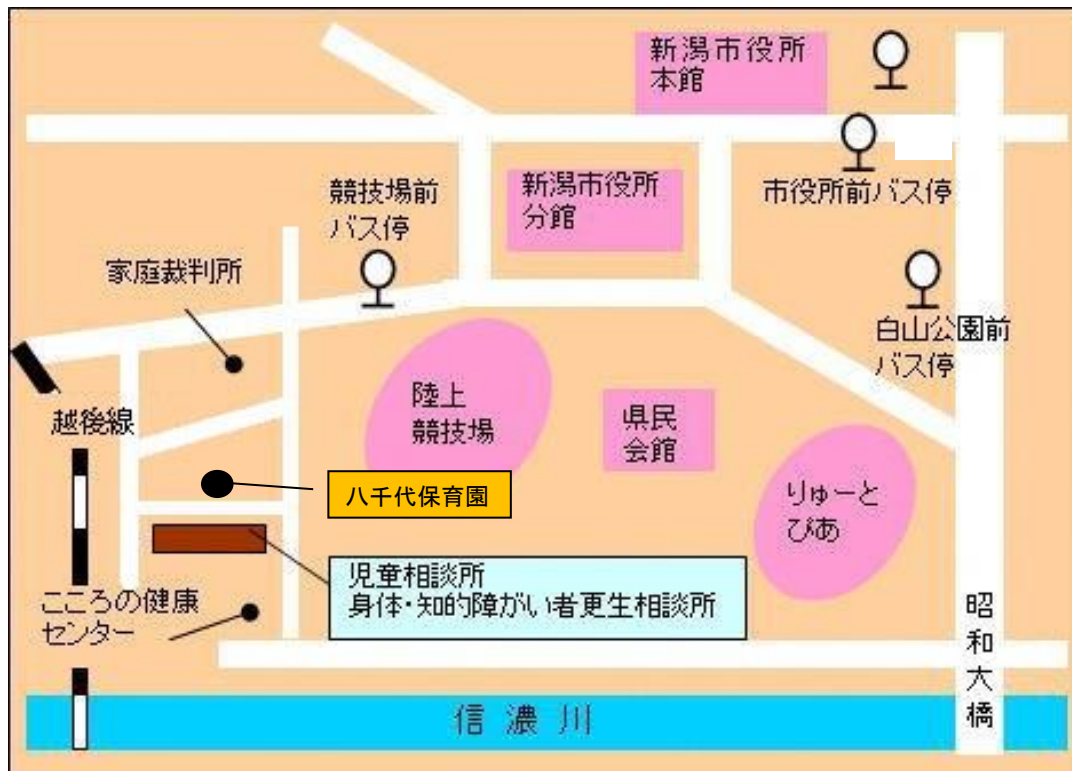 新潟市役所
本館
競技場前
バス停
新潟市役所
分館
市役所前バス停
家庭裁判所
白山公園前
バス停
越後線
陸上
競技場
県民
会館
八千代保育園
りゅーと
ぴあ
児童相談所
身体・知的障がい者更生相談所
こころの健康
センター
昭和大橋
信濃川